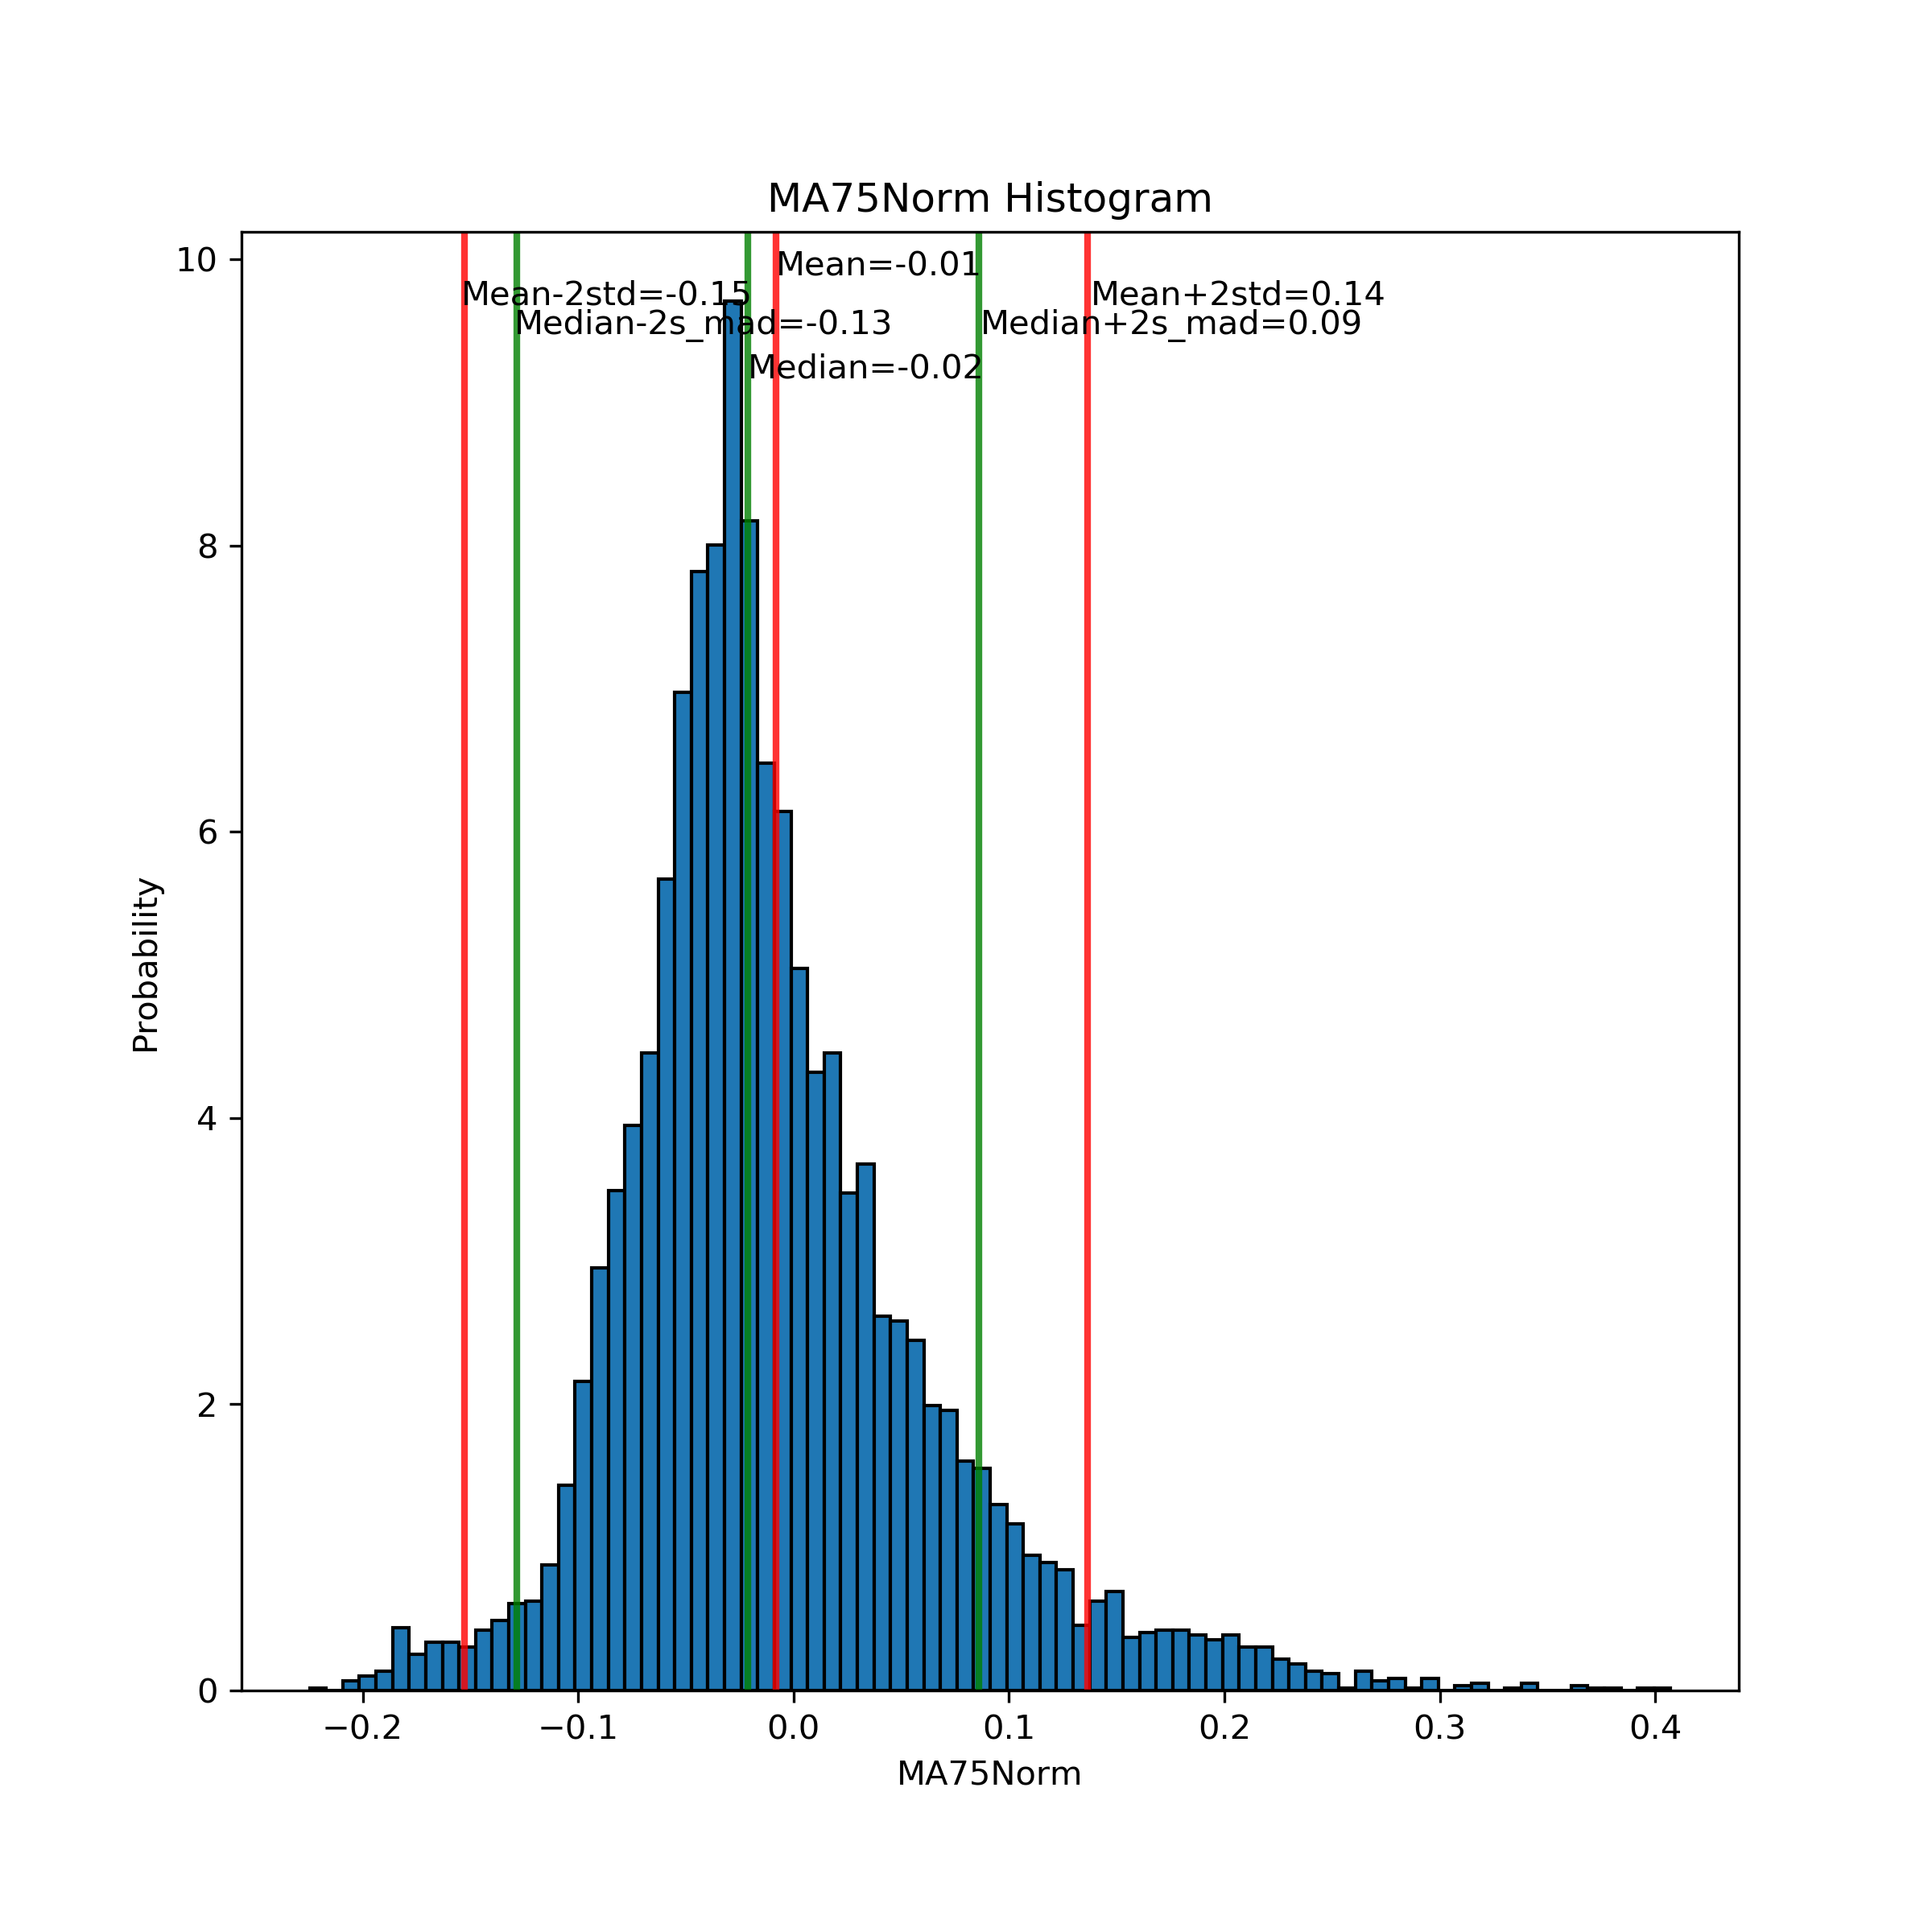 MA75Norm Histogram
10
Mean=-0.01
Mean-2std=-0.15
Mean+2std=0.14
Median-2s_mad=-0.13
Median+2s_mad=0.09
Median=-0.02
8
6
Probability
4
2
0
−0.2
−0.1
0.0
0.1
0.2
0.3
0.4
MA75Norm